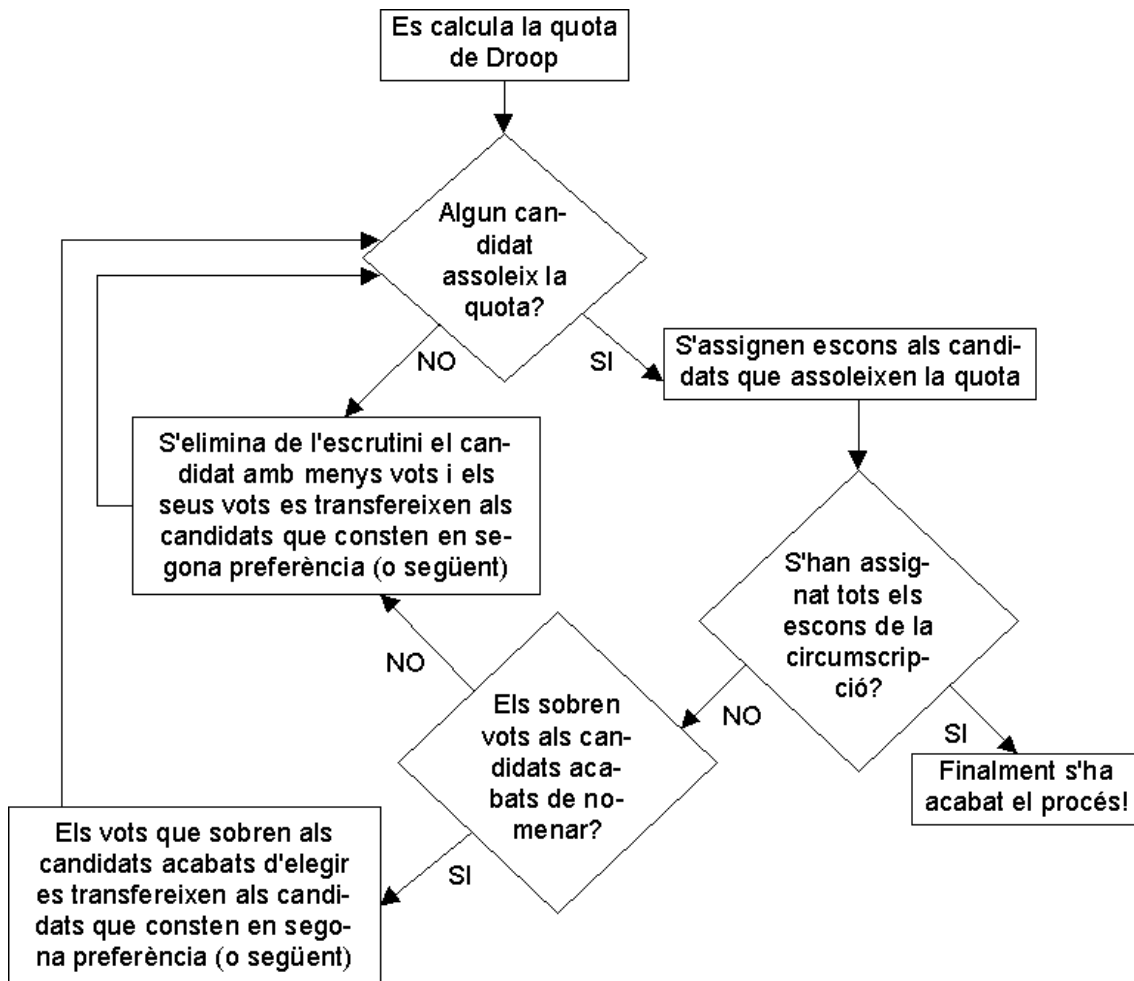 Es calcula la quota
de Droop
Algun can-
didat
assoleix la
quota?
NO
SI
S'assignen escons als candi-
dats que assoleixen la quota
S'elimina de l'escrutini el can-
didat amb menys vots i els
seus vots es transfereixen als
candidats que consten en se-
gona preferència (o següent)
S'han assig-
nat tots els
escons de la
circumscrip-
ció?
NO
SI
Finalment s'ha
acabat el procés!
Els sobren
vots als can-
didats aca-
bats de no-
menar?
NO
SI
Els vots que sobren als
candidats acabats d'elegir
es transfereixen als candi-
dats que consten en sego-
na preferència (o següent)